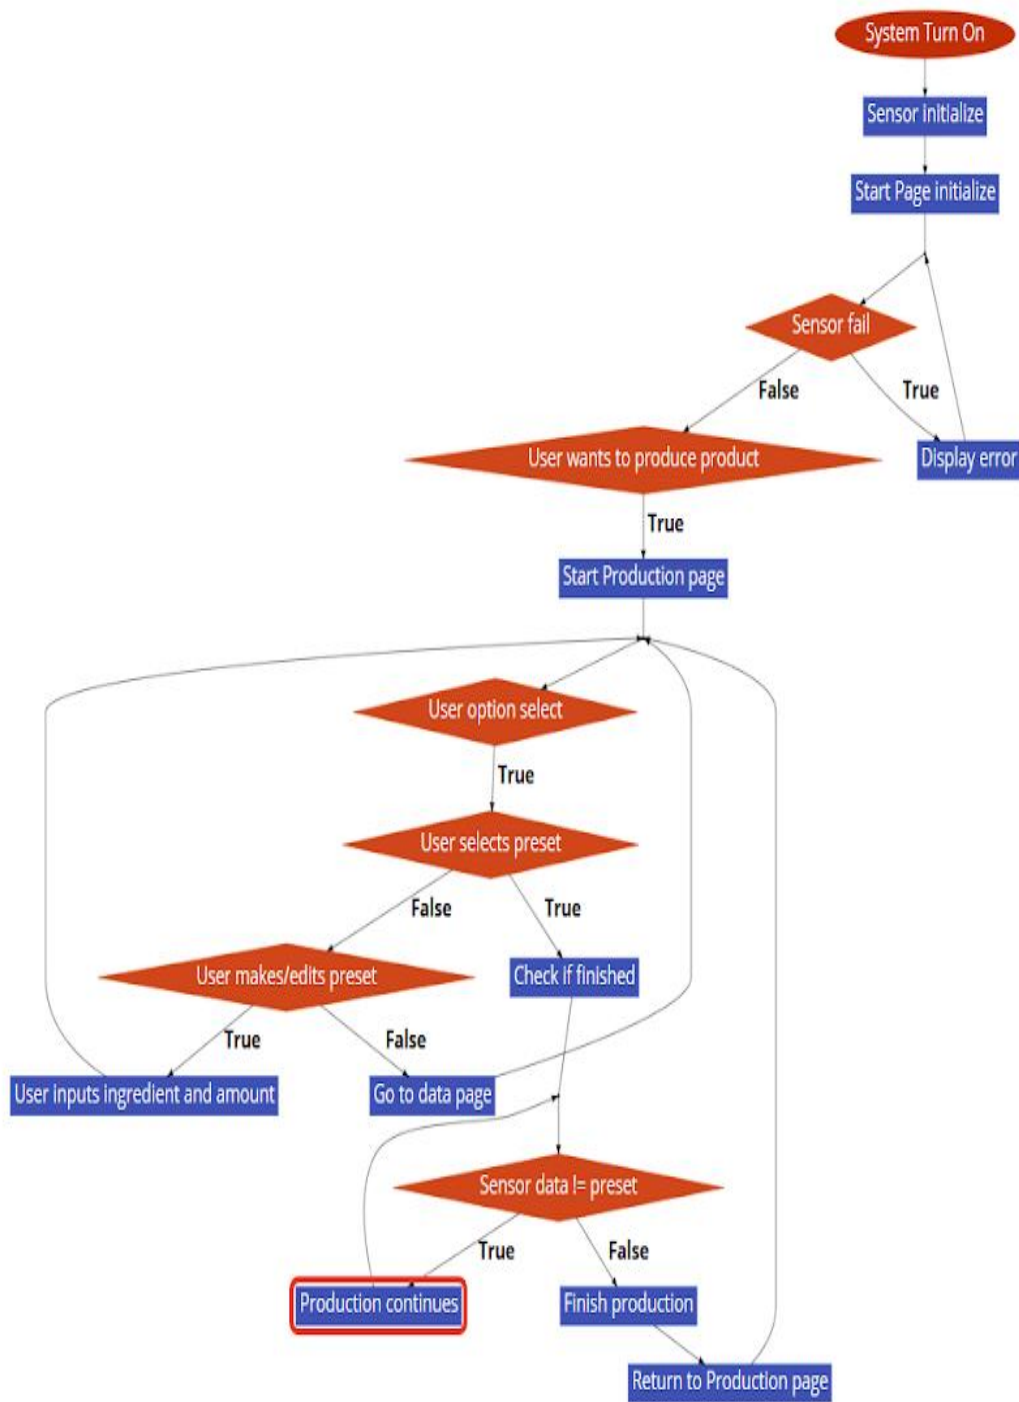 System Turn On
Sensor initialize
Start Page initialize
Sensor fail
False
True
User wants to produce product
Display error
True
Start Production page
User option select
True
User selects preset
False
True
User makes/edits preset
Check if finished
True
False
User inputs ingredient and amount
Go to data page
Sensor data != preset
True
False
Production continues
Finish production
Return to Production page